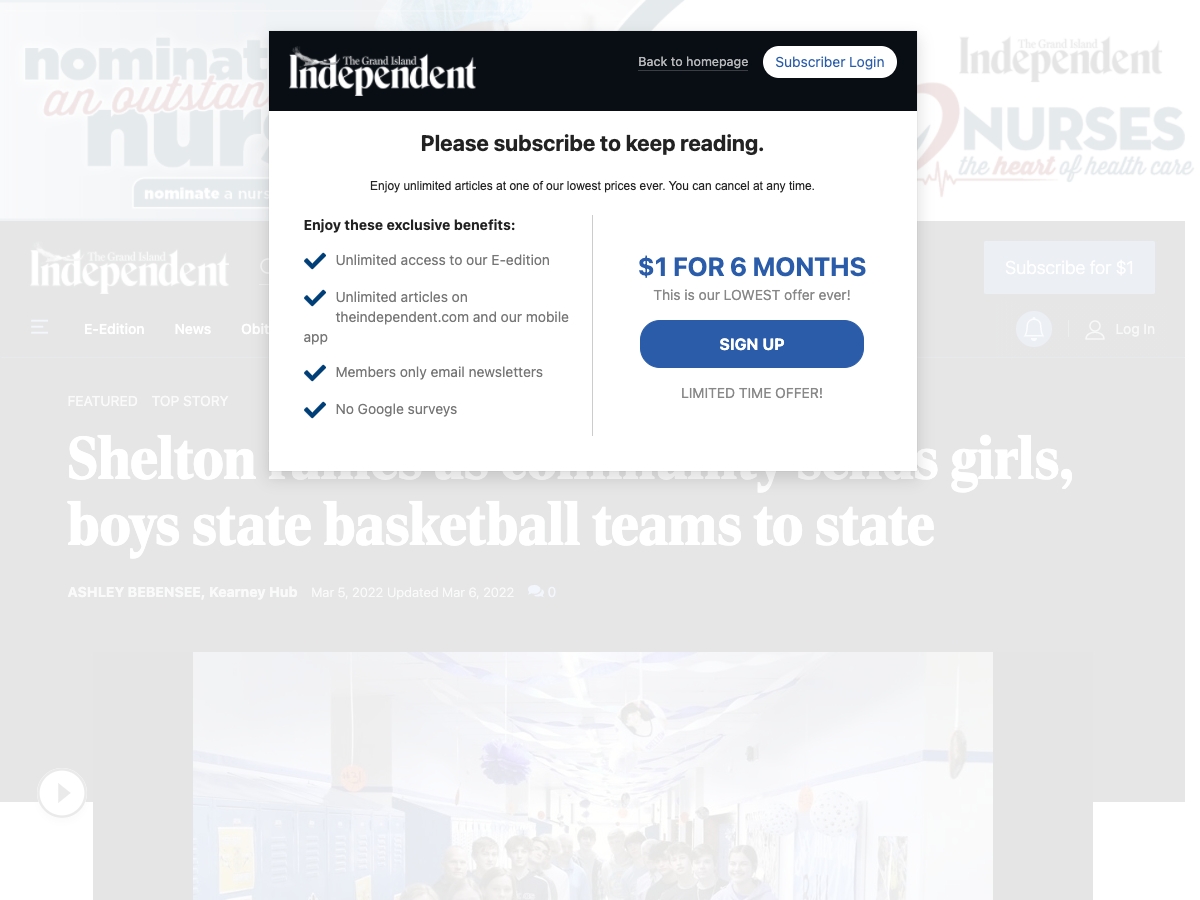 nominat
an outstan
nurs
nominate a nurs
The Grand Island
Independent
NURSES
the heart of health care
The Grand Island
Independent
Back to homepage
Subscriber Login
Please subscribe to keep reading.
Enjoy unlimited articles at one of our lowest prices ever. You can cancel at any time.
Enjoy these exclusive benefits:
Unlimited access to our E-edition
Unlimited articles on
theindependent.com and our mobile
app
Members only email newsletters
No Google surveys
$1 FOR 6 MONTHS
This is our LOWEST offer ever!
SIGN UP
LIMITED TIME OFFER!
The Grand Island
Independent
Subscribe for $1
E-Edition
News
Obit
Log In
FEATURED
TOP STORY
Shelton rallies as community sends girls,
boys state basketball teams to state
ASHLEY BEBENSEE, Kearney Hub
Mar 5, 2022 Updated Mar 6, 2022
0